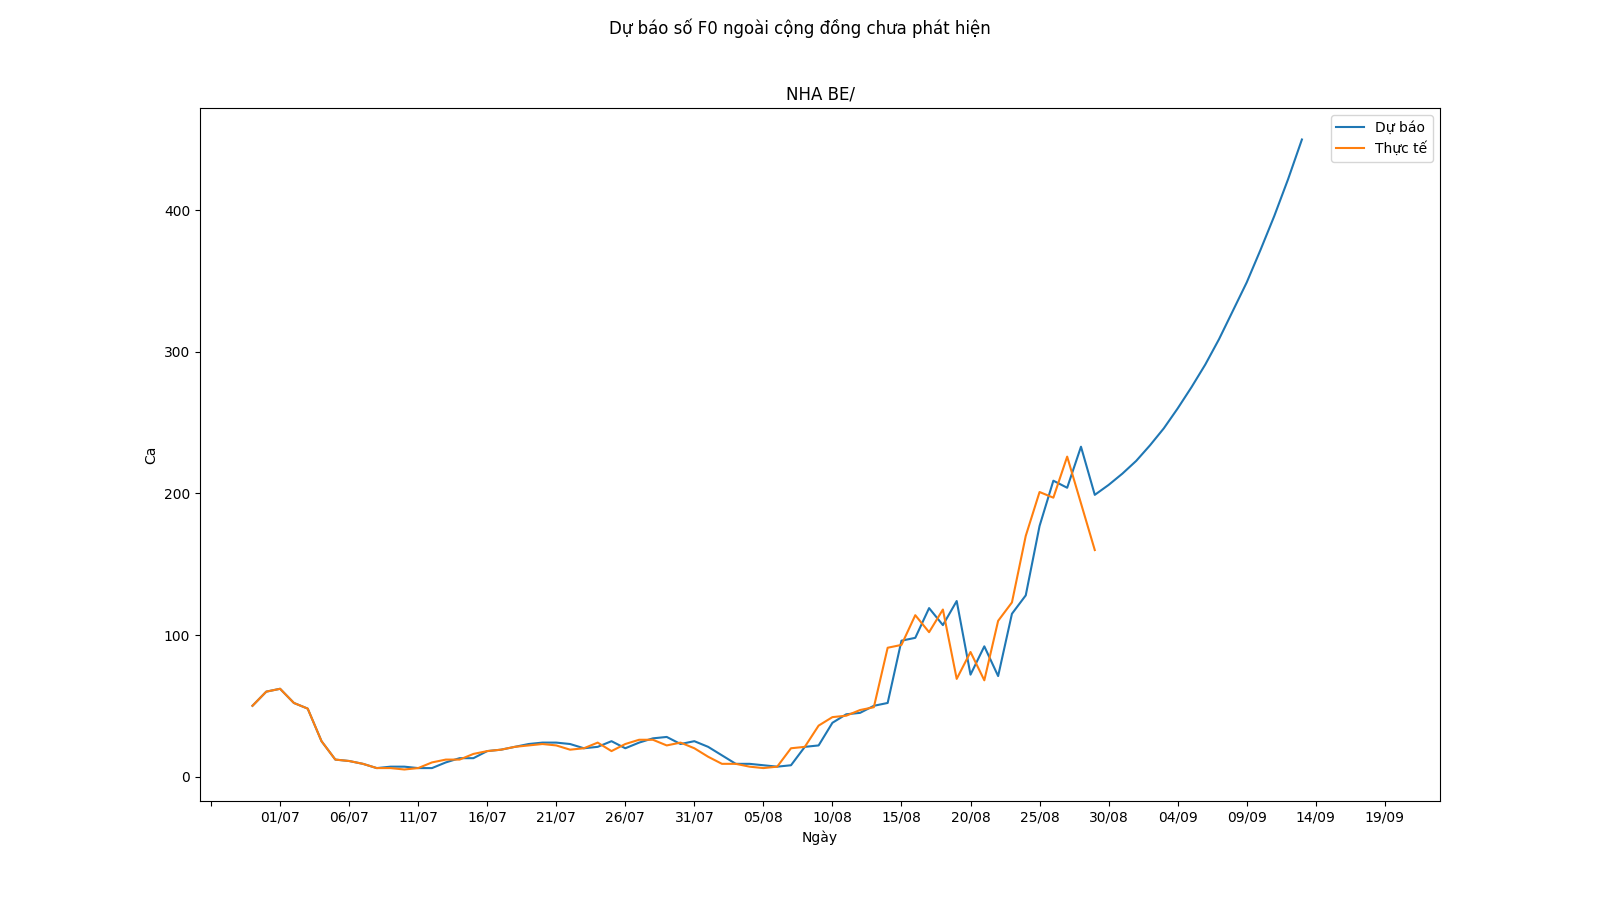 Dự báo số F0 ngoài cộng đồng chưa phát hiện
NHA BE/
Dự báo
Thực tế
400
300
200
100
0
Ca
01/07 06/07 11/07 16/07 21/07 26/07 31/07 05/08 10/08 15/08 20/08 25/08 30/08 04/09 09/09 14/09 19/09
Ngày